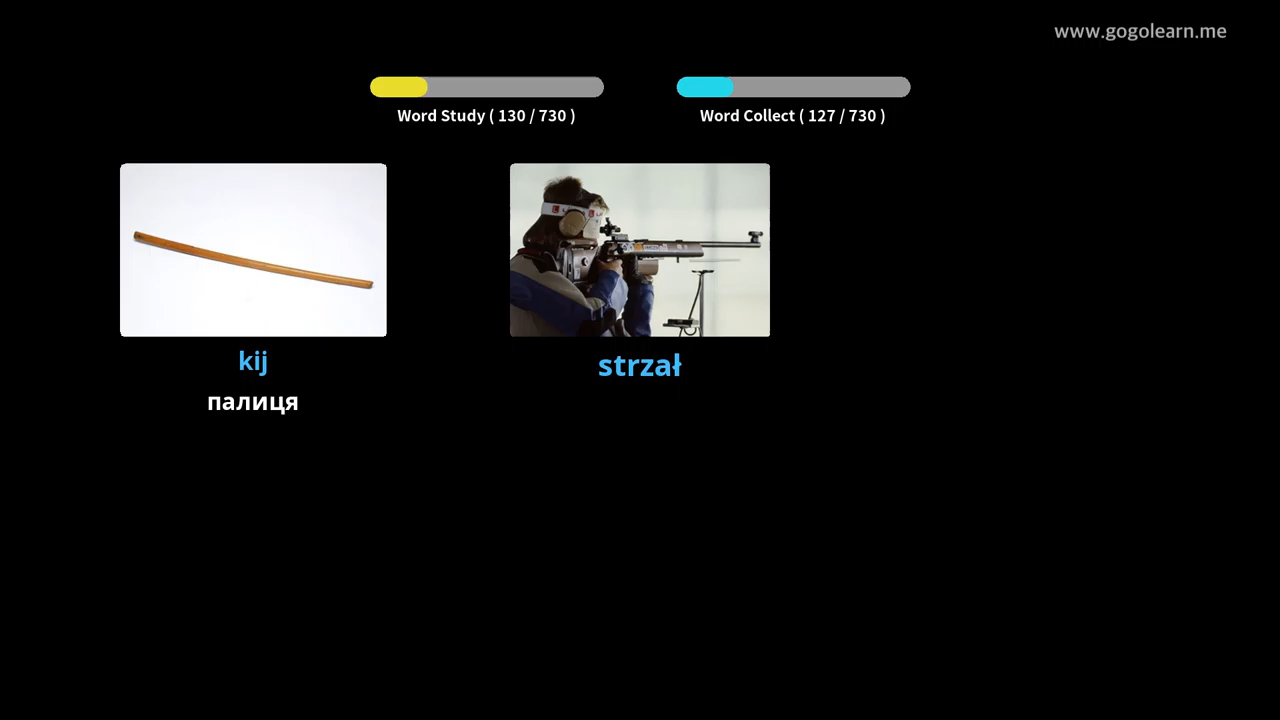 www.gogolearn.me
Word Study ( 130 / 730 )
Word Collect ( 127 / 730 )
kij
палиця
strzał